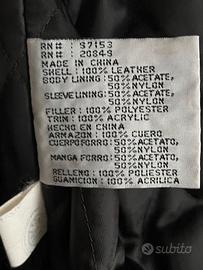 RN#: 97153
RN#: 20849
MADE IN CHINA
SHELL: 100% LEATHER
BODY LINING: 50% ACETATE,
50% NYLON
SLEEVE LINING: 50% ACETATE,
50% NYLON
FILLER: 100% POLYESTER
TRIM: 100% ACRYLIC
HECHO EN CHINA
ARMAZON: 100% CUERO
CUERPO FORRO: 50% ACETATO,
50% NYLON
MANGA FORRO: 50% ACETATO,
50% NYLON
RELLENO: 100% POLIESTER
GUARNICION: 100% ACRILICA
subito